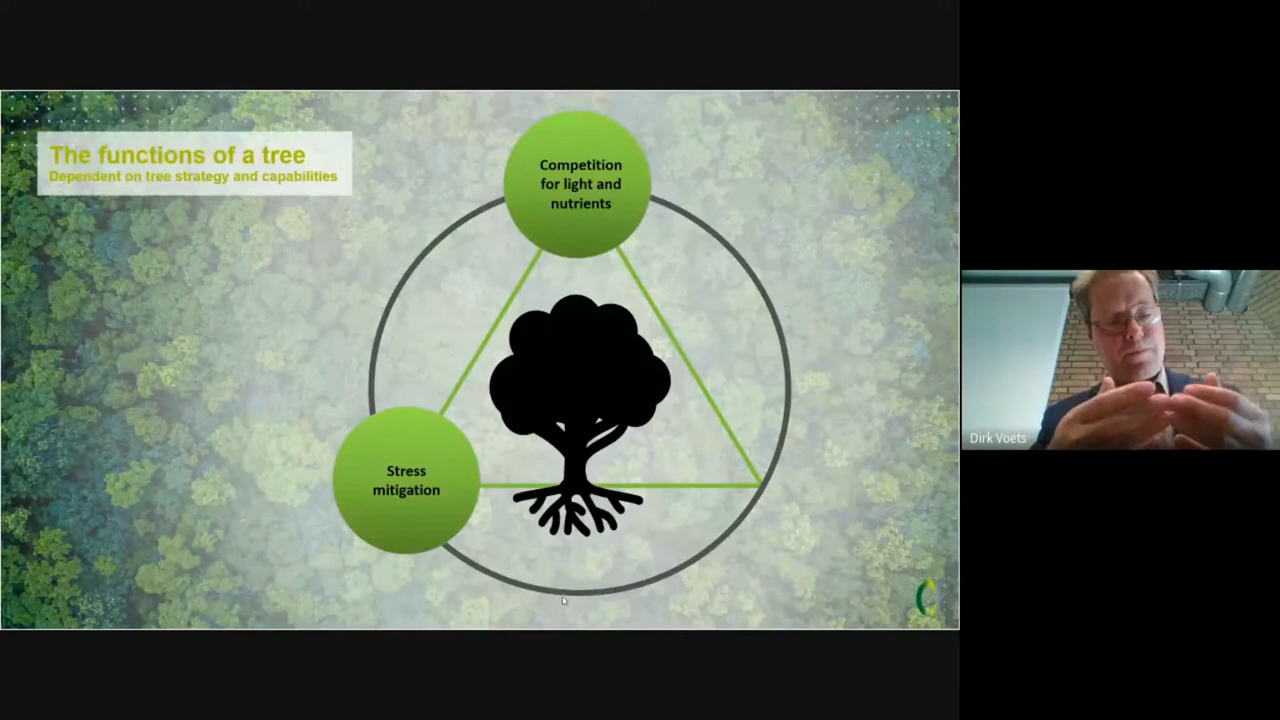 The functions of a tree
Dependent on tree strategy and capabilities
Competition
for light and
nutrients
Stress
mitigation
Dirk Voets